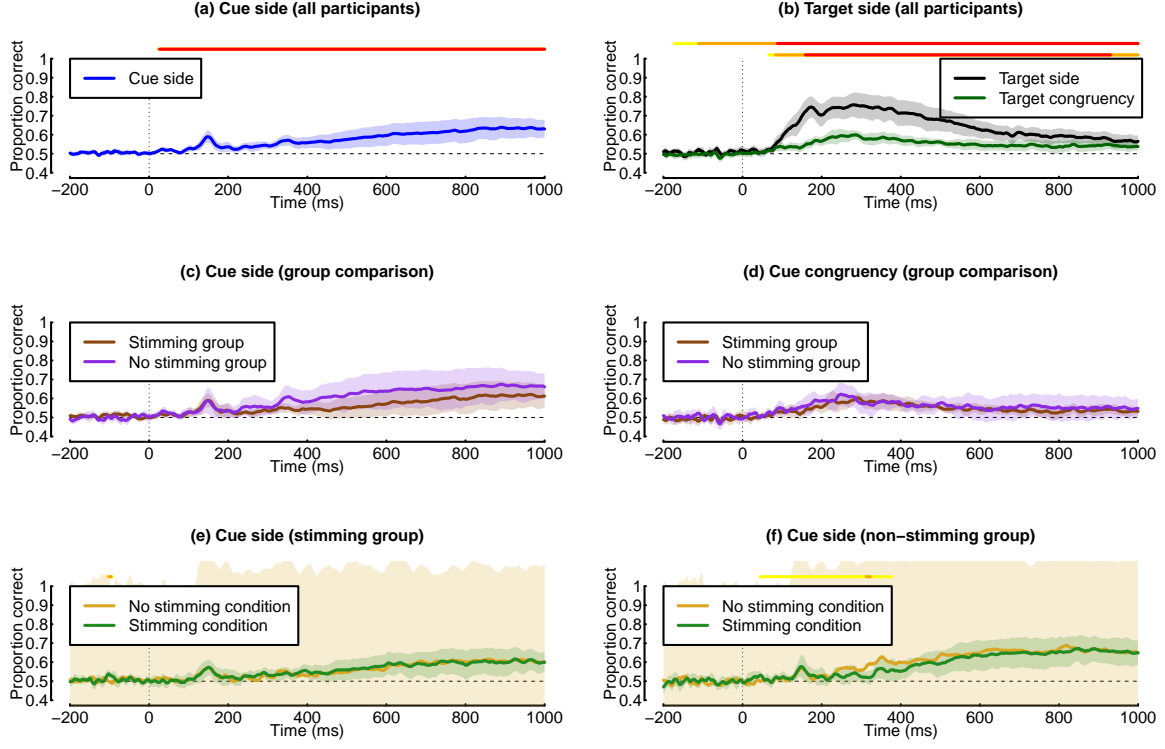 (a) Cue side (all participants)
Proportion correct
1
0.9
0.8
0.7
0.6
0.5
0.4
Cue side
−200 0 200 400 600 800 1000
Time (ms)
(b) Target side (all participants)
Proportion correct
1
0.9
0.8
0.7
0.6
0.5
0.4
Target side
Target congruency
−200 0 200 400 600 800 1000
Time (ms)
(c) Cue side (group comparison)
Proportion correct
1
0.9
0.8
0.7
0.6
0.5
0.4
Stimming group
No stimming group
−200 0 200 400 600 800 1000
Time (ms)
(d) Cue congruency (group comparison)
Proportion correct
1
0.9
0.8
0.7
0.6
0.5
0.4
Stimming group
No stimming group
−200 0 200 400 600 800 1000
Time (ms)
(e) Cue side (stimming group)
Proportion correct
1
0.9
0.8
0.7
0.6
0.5
0.4
No stimming condition
Stimming condition
−200 0 200 400 600 800 1000
Time (ms)
(f) Cue side (non−stimming group)
Proportion correct
1
0.9
0.8
0.7
0.6
0.5
0.4
No stimming condition
Stimming condition
−200 0 200 400 600 800 1000
Time (ms)